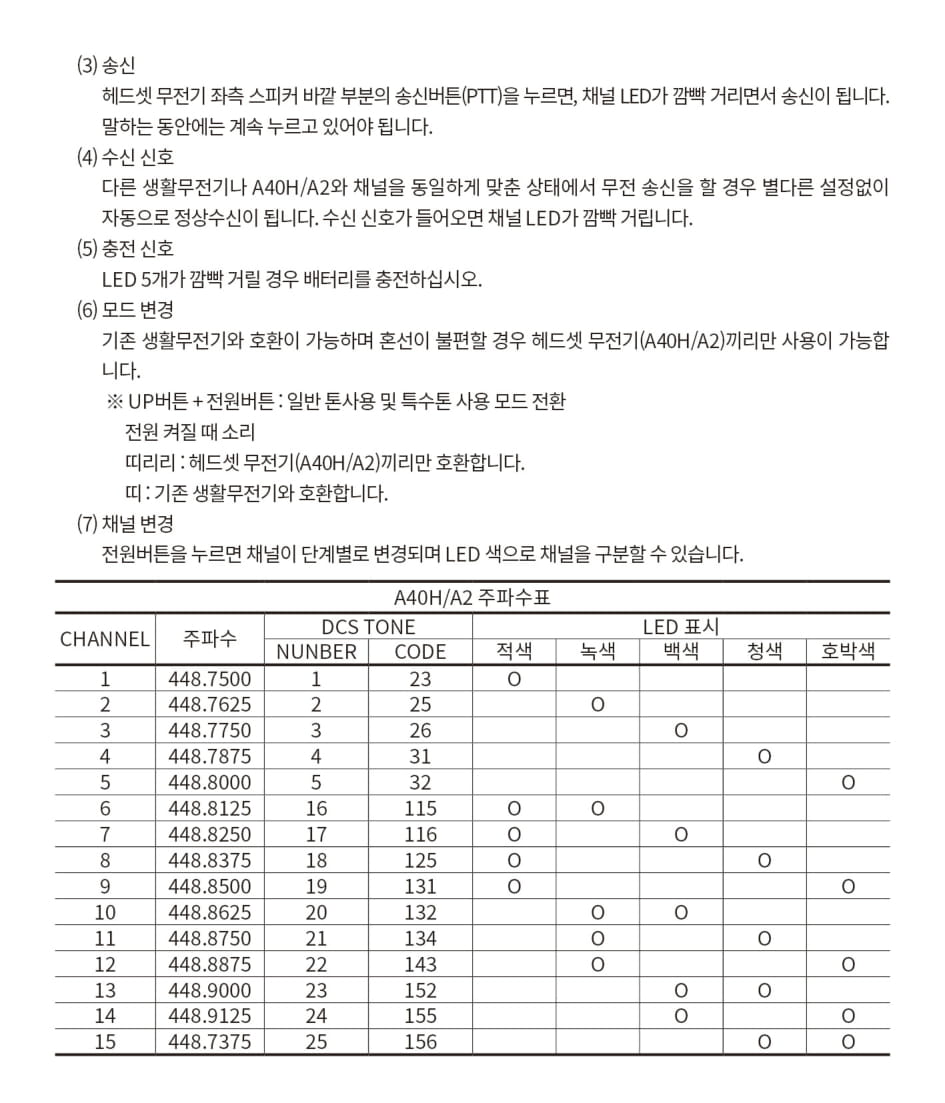 (3) 송신
헤드셋 무전기 좌측 스피커 바깥 부분의 송신버튼(PTT)을 누르면, 채널 LED가 깜빡 거리면서 송신이 됩니다.
말하는 동안에는 계속 누르고 있어야 됩니다.
(4) 수신 신호
다른 생활무전기나 A40H/A2와 채널을 동일하게 맞춘 상태에서 무전 송신을 할 경우 별다른 설정없이
자동으로 정상수신이 됩니다. 수신 신호가 들어오면 채널 LED가 깜빡 거립니다.
(5) 충전 신호
LED 5개가 깜빡 거릴 경우 배터리를 충전하십시오.
(6) 모드 변경
기존 생활무전기와 호환이 가능하며 혼선이 불편할 경우 헤드셋 무전기(A40H/A2)끼리만 사용이 가능합
니다.
※ UP버튼 + 전원버튼 : 일반 톤사용 및 특수톤 사용 모드 전환
전원 켜질 때 소리
띠리리 : 헤드셋 무전기(A40H/A2)끼리만 호환합니다.
띠 : 기존 생활무전기와 호환합니다.
(7) 채널 변경
전원버튼을 누르면 채널이 단계별로 변경되며 LED 색으로 채널을 구분할 수 있습니다.
A40H/A2 주파수표
CHANNEL 주파수 DCS TONE LED 표시
NUNBER CODE 적색 녹색 백색 청색 호박색
1 448.7500 1 23 O
2 448.7625 2 25 O
3 448.7750 3 26 O
4 448.7875 4 31 O
5 448.8000 5 32 O
6 448.8125 16 115 O O
7 448.8250 17 116 O O
8 448.8375 18 125 O O
9 448.8500 19 131 O O
10 448.8625 20 132 O O
11 448.8750 21 134 O O
12 448.8875 22 143 O O
13 448.9000 23 152 O O
14 448.9125 24 155 O O
15 448.7375 25 156 O O